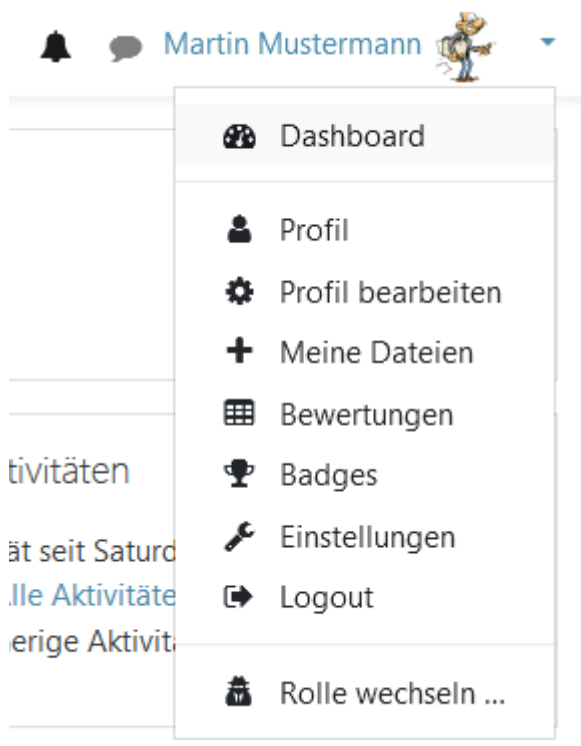 Martin Mustermann
Dashboard
Profil
Profil bearbeiten
Meine Dateien
Bewertungen
Badges
Einstellungen
Logout
Rolle wechseln ...
tivitäten
ät seit Saturd
lle Aktivitäte
erige Aktivit